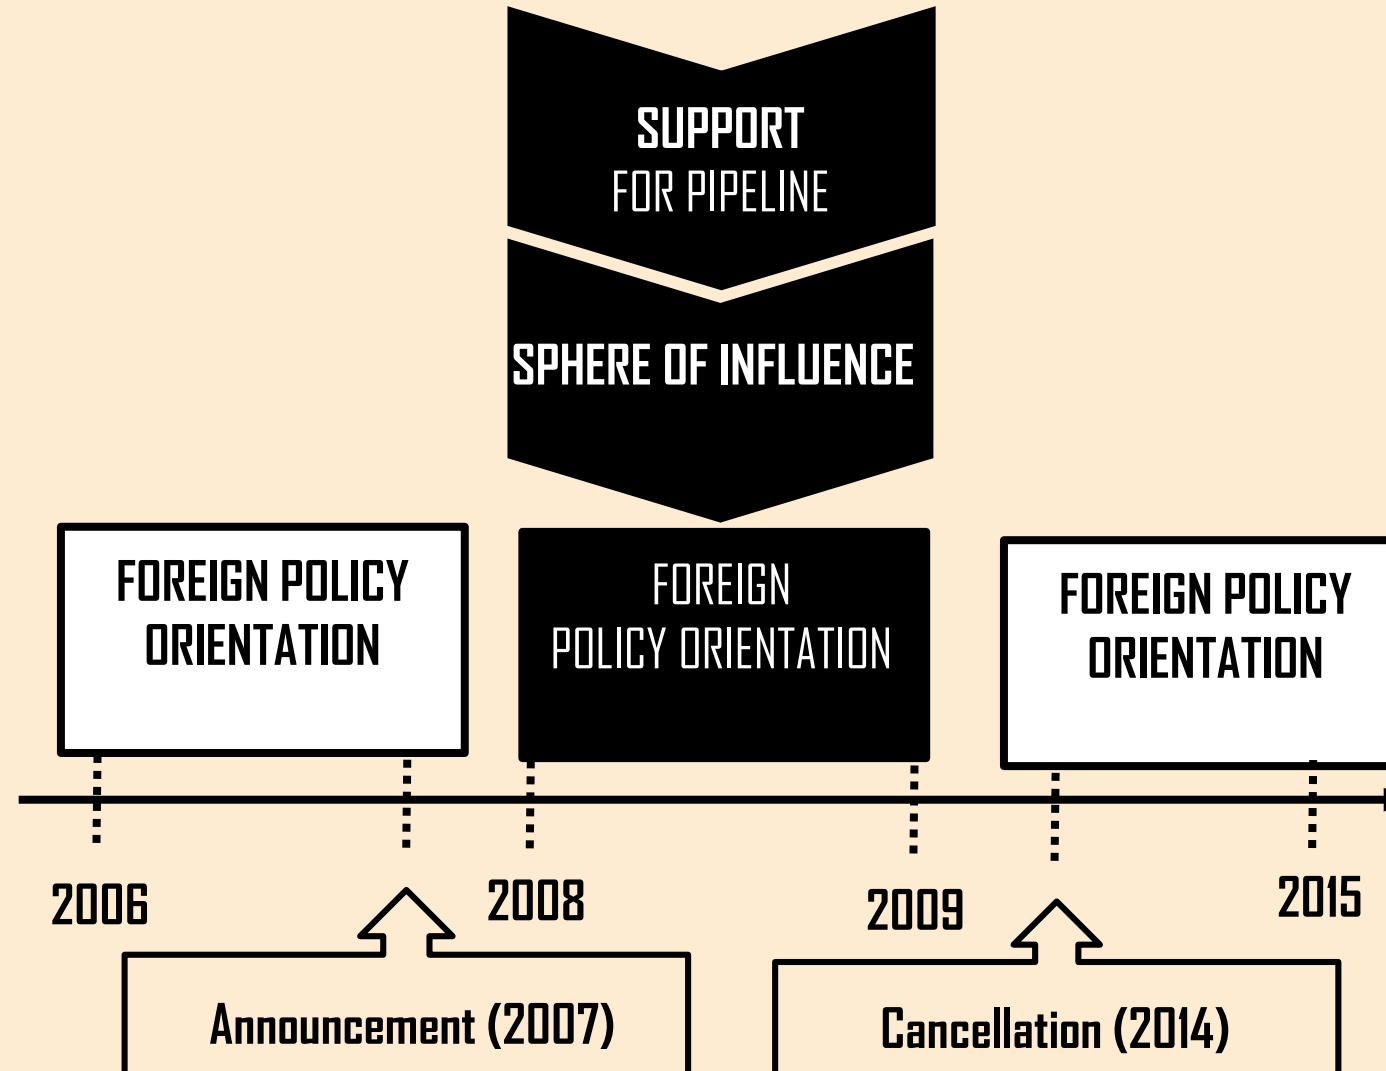 SUPPORT
FOR PIPELINE
SPHERE OF INFLUENCE
FOREIGN POLICY
ORIENTATION
FOREIGN
POLICY ORIENTATION
FOREIGN POLICY
ORIENTATION
2006
2008
2009
2015
Announcement (2007)
Cancellation (2014)